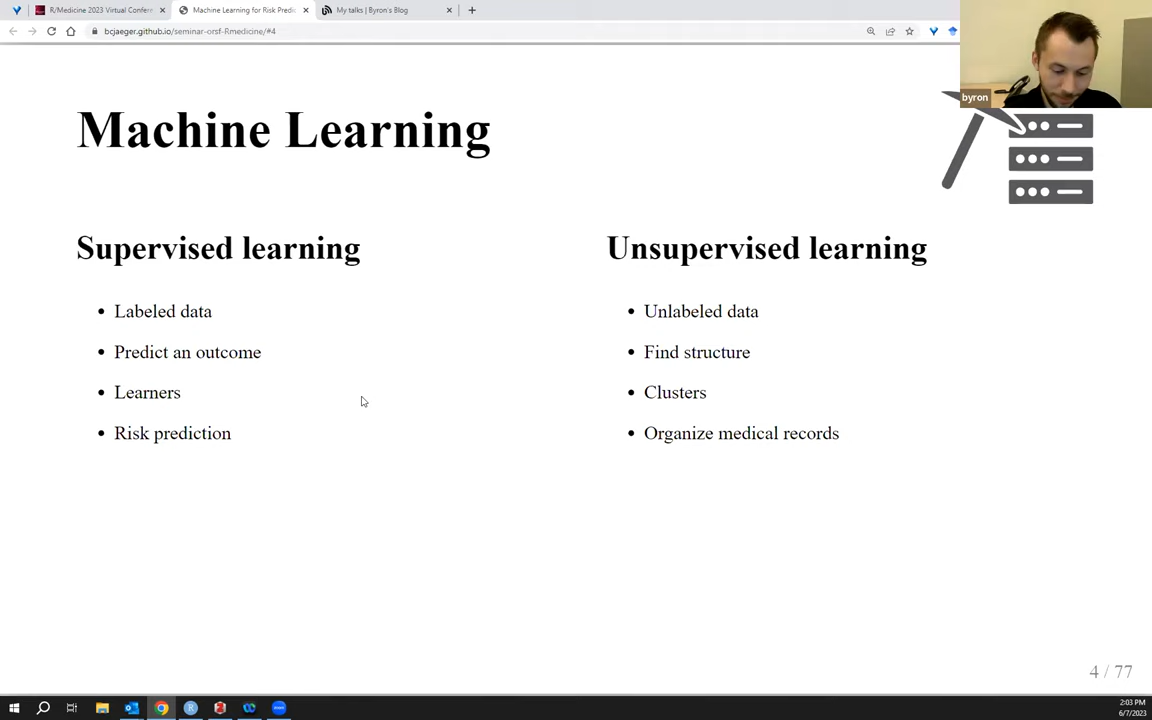 R/Medicine 2023 Virtual Confere
Machine Learning for Risk Predic
My talks | Byron's Blog
bcjaeger.github.io/seminar-orsf-Rmedicine/#4
byron
Machine Learning
Supervised learning
• Labeled data
• Predict an outcome
• Learners
• Risk prediction
Unsupervised learning
• Unlabeled data
• Find structure
• Clusters
• Organize medical records
4 / 77
2:03 PM
6/7/2023